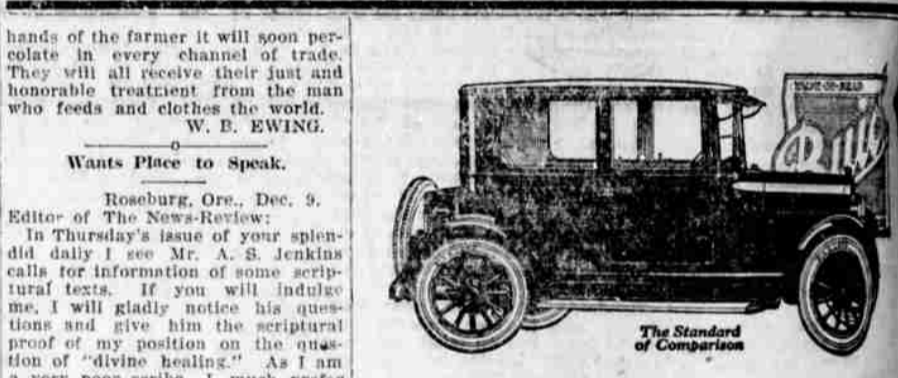 hands of the farmer it will soon per-
colate in every channel of trade.
They will all receive their just and
honorable treatment from the man
who feeds and clothes the world.
W. B. EWING.
Wants Place to Speak.
Roseburg, Ore., Dec. 9.
Editor of The News-Review:
In Thursday's issue of your splen-
did daily I see Mr. A. S. Jenkins
calls for information of some scrip-
tural texts. If you will indulge
me, I will gladly notice his ques-
tions and give him the scriptural
proof of my position on the ques-
tion of "divine healing." As I am
a very poor scribe, I much prefer
The Standard
of Comparison